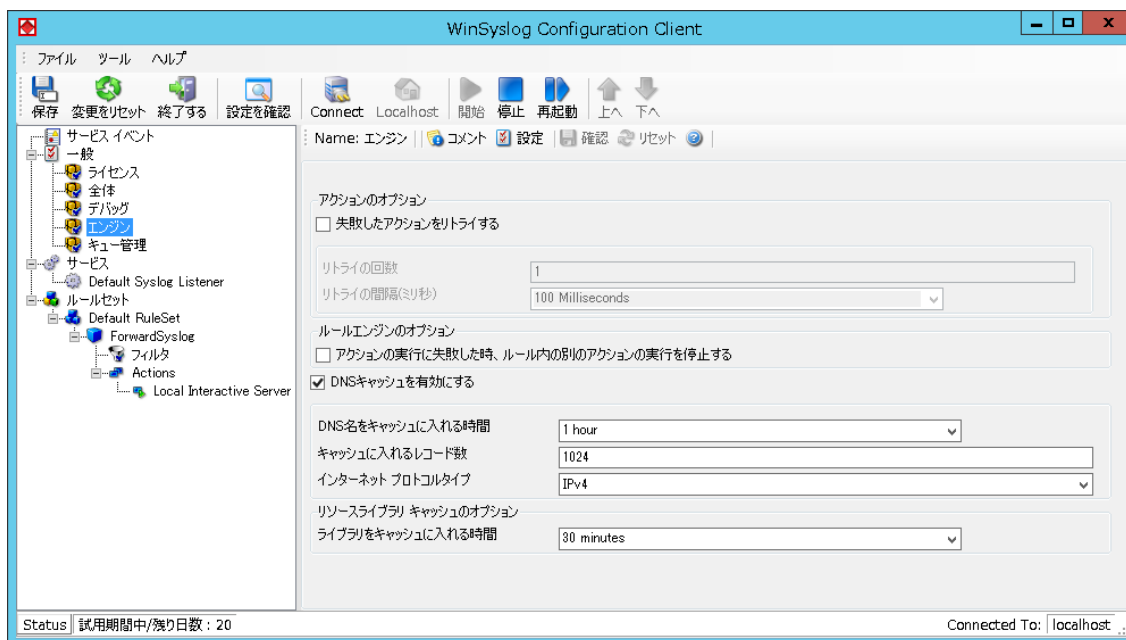 WinSyslog Configuration Client
ファイル ツール ヘルプ
保存 変更をリセット 終了する 設定を確認 Connect Localhost 開始 停止 再起動 上へ 下へ
サービス イベント
一般
ライセンス
全体
デバッグ
エンジン
キュー管理
サービス
Default Syslog Listener
ルールセット
Default RuleSet
ForwardSyslog
フィルタ
Actions
Local Interactive Server
Name: エンジン コメント 設定 確認 リセット
アクションのオプション
失敗したアクションをリトライする
リトライの回数 1
リトライの間隔(ミリ秒) 100 Milliseconds
ルールエンジンのオプション
アクションの実行に失敗した時、ルール内の別のアクションの実行を停止する
DNSキャッシュを有効にする
DNS名をキャッシュに入れる時間 1 hour
キャッシュに入れるレコード数 1024
インターネット プロトコルタイプ IPv4
リソースライブラリ キャッシュのオプション
ライブラリをキャッシュに入れる時間 30 minutes
Status 試用期間中/残り日数 : 20 Connected To: localhost